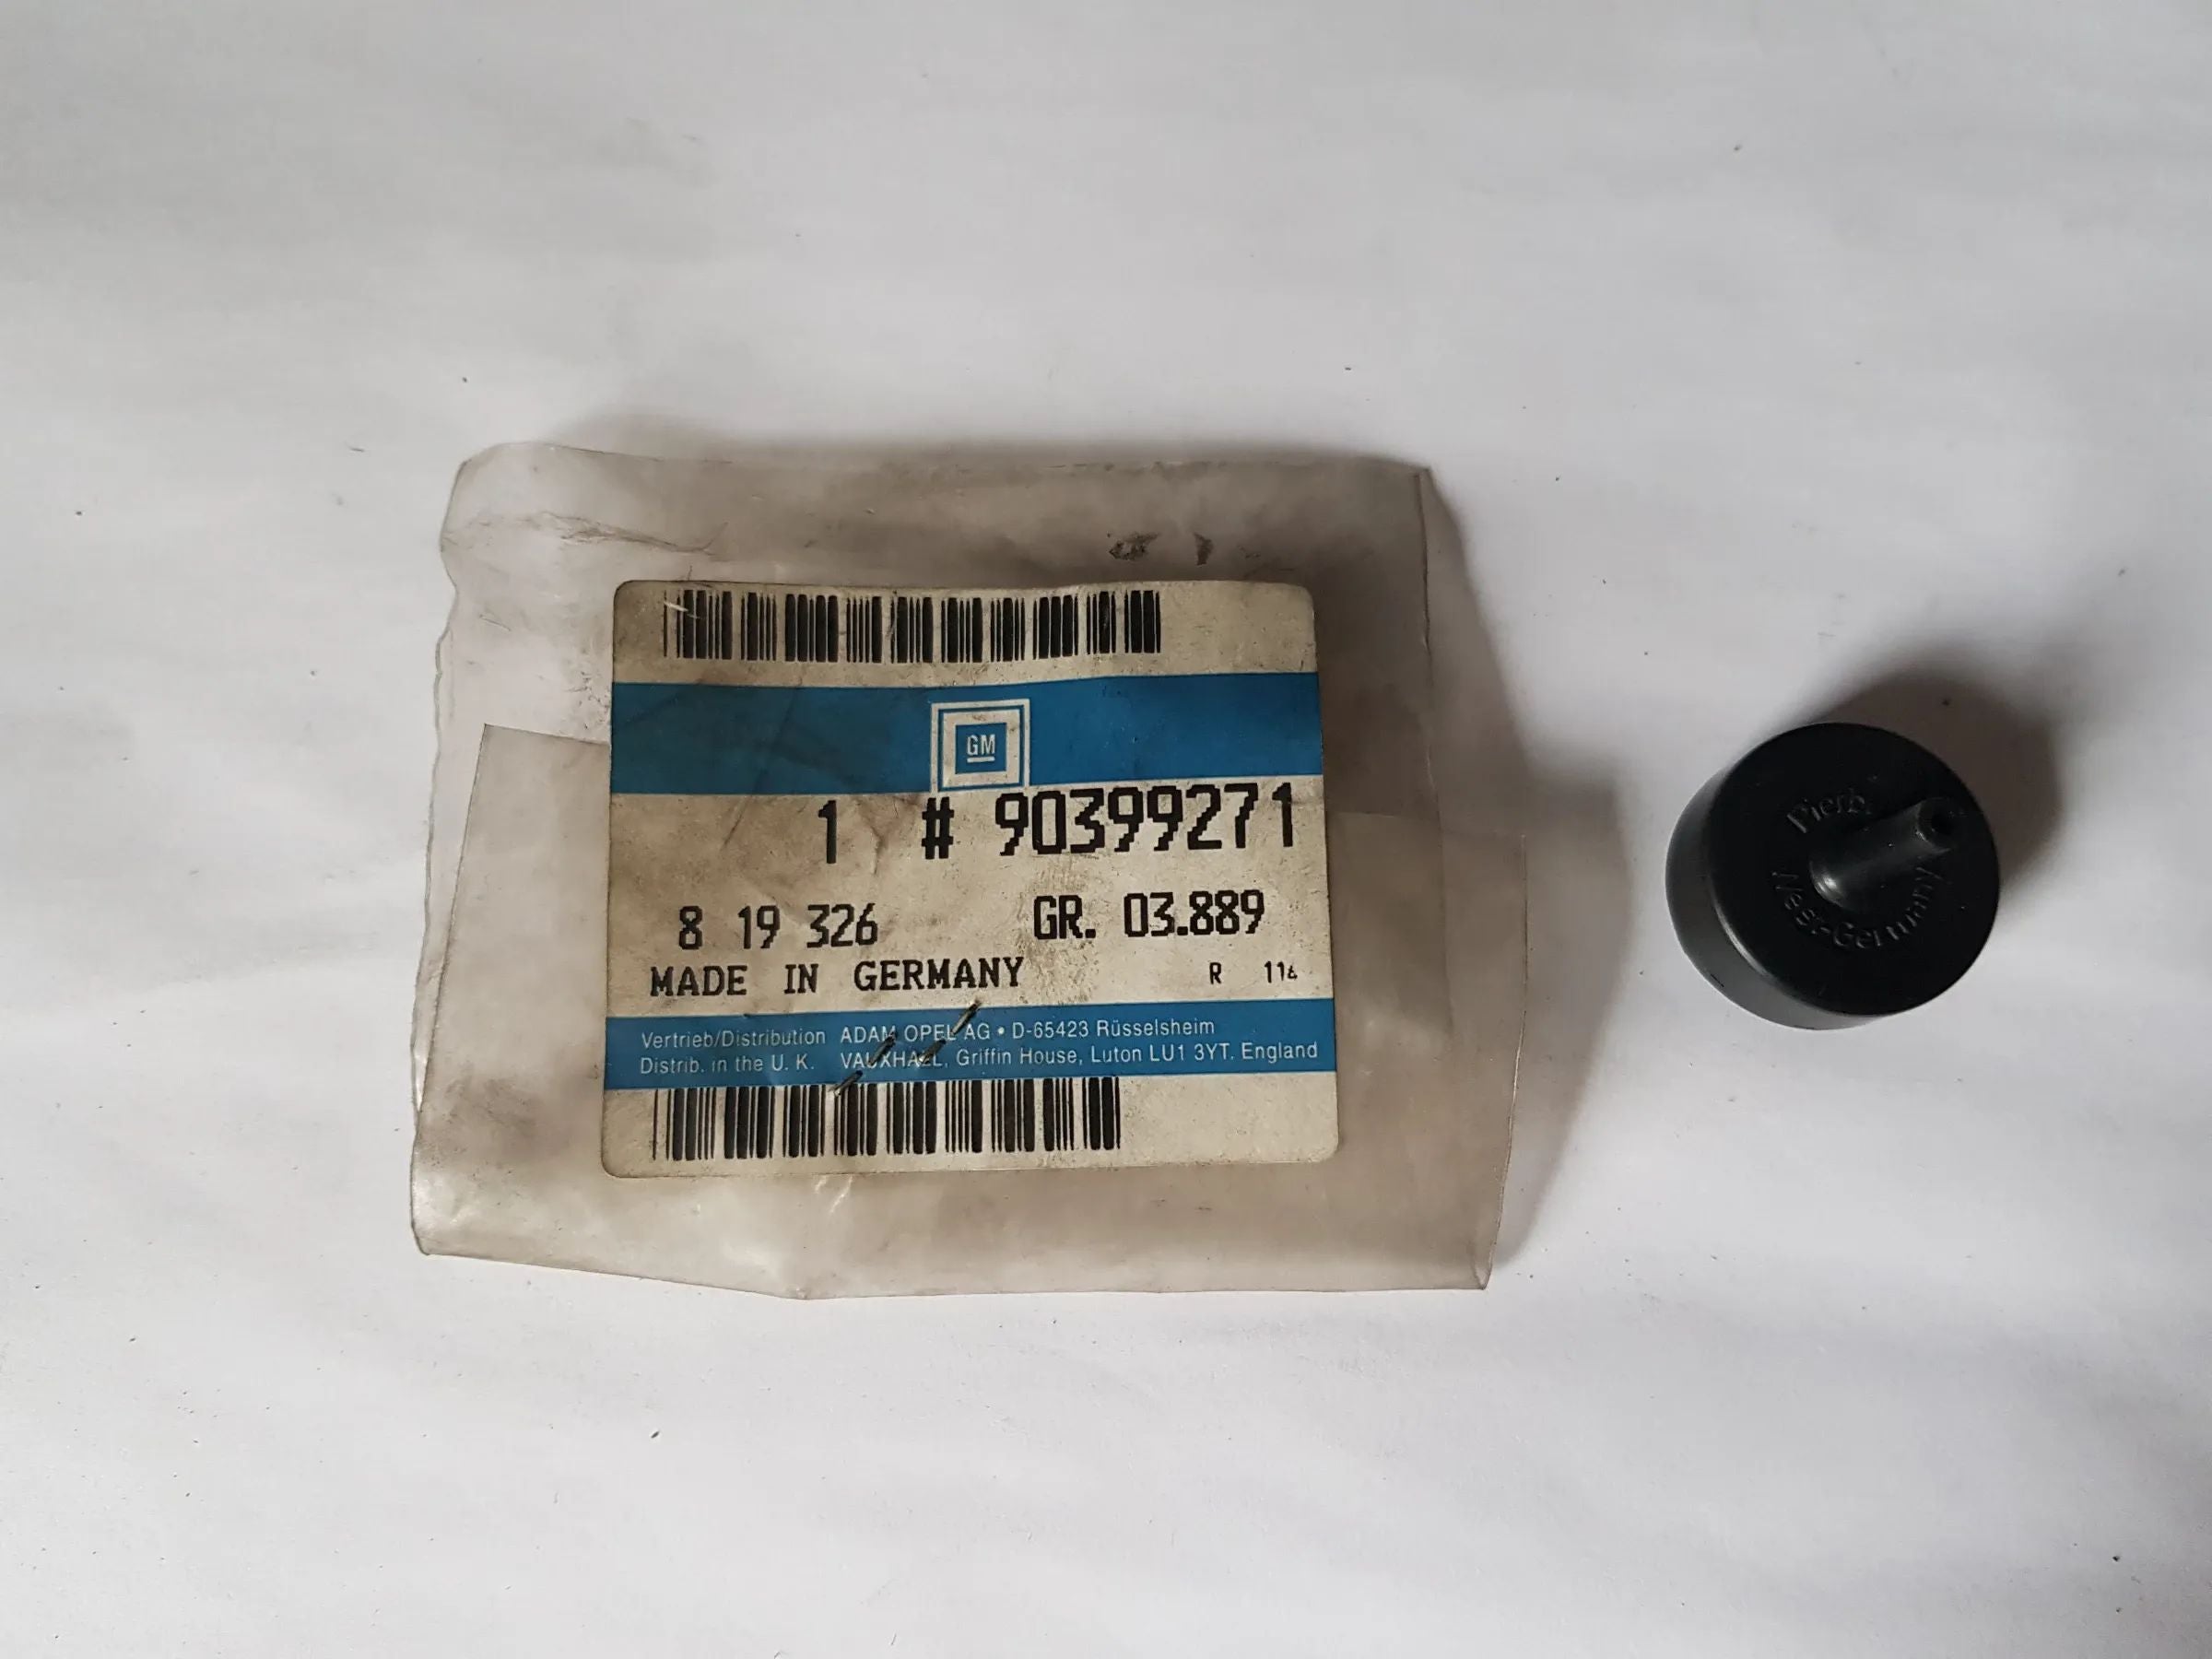 GM
1 # 90399271
8 19 326 GR. 03.889
MADE IN GERMANY R
Vertrieb/Distribution ADAM OPEL AG • D-65423 Rüsselsheim
Distrib. in the U. K. VAUXHALL, Griffin House, Luton LU1 3YT. England
West-Germany